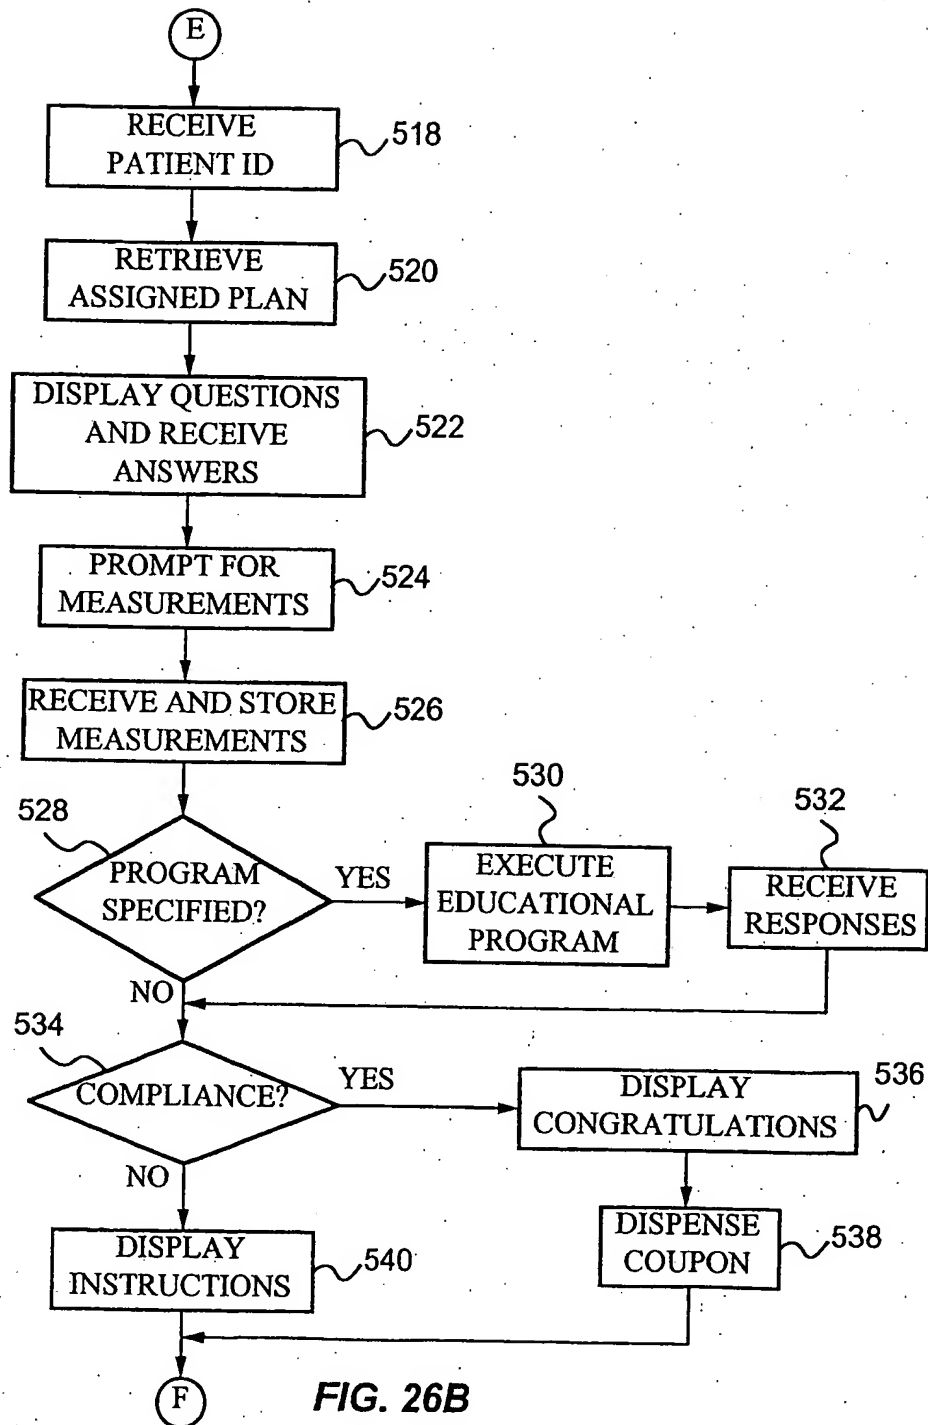 E
RECEIVE
PATIENT ID
518
RETRIEVE
ASSIGNED PLAN
520
DISPLAY QUESTIONS
AND RECEIVE
ANSWERS
522
PROMPT FOR
MEASUREMENTS
524
RECEIVE AND STORE
MEASUREMENTS
526
528
PROGRAM
SPECIFIED?
YES
530
EXECUTE
EDUCATIONAL
PROGRAM
532
RECEIVE
RESPONSES
NO
534
COMPLIANCE?
YES
DISPLAY
CONGRATULATIONS
536
NO
DISPENSE
COUPON
538
DISPLAY
INSTRUCTIONS
540
F
FIG. 26B